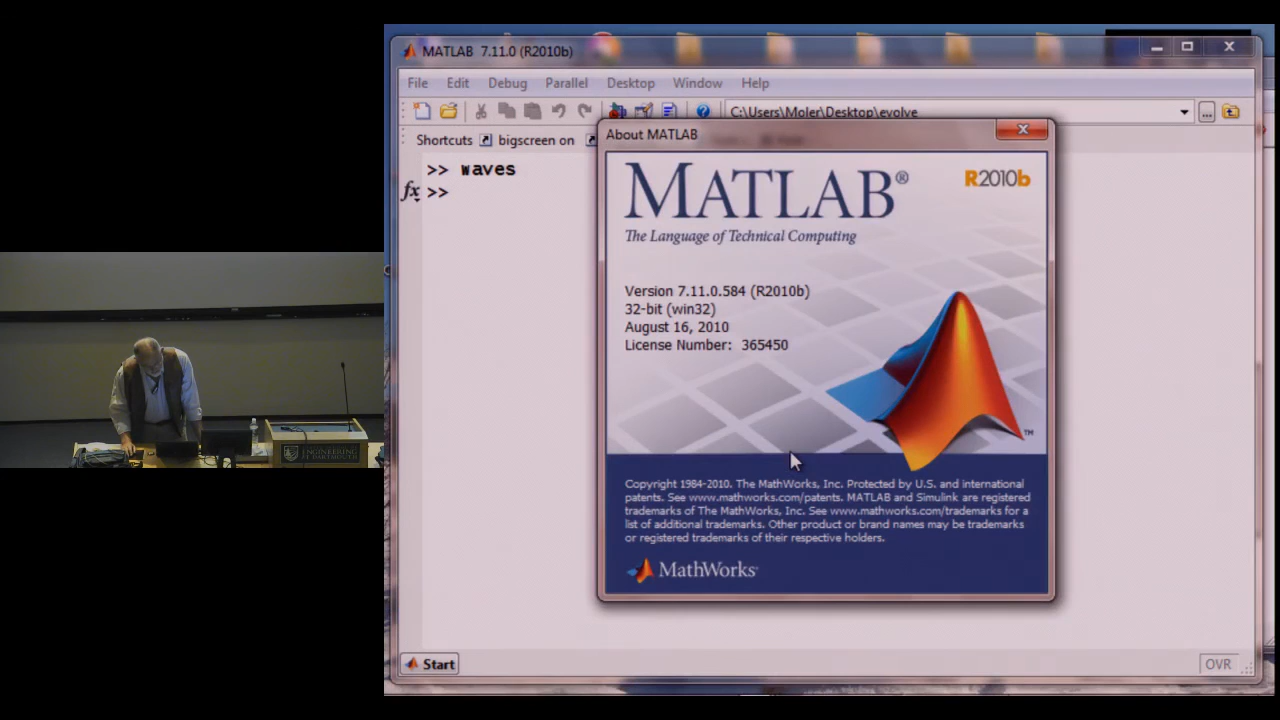 MATLAB 7.11.0 (R2010b)
File Edit Debug Parallel Desktop Window Help
C:\Users\Moler\Desktop\evolve
Shortcuts bigscreen on
About MATLAB
>> waves
fx >>
MATLAB®
R2010b
The Language of Technical Computing
Version 7.11.0.584 (R2010b)
32-bit (win32)
August 16, 2010
License Number: 365450
TM
Copyright 1984-2010. The MathWorks, Inc. Protected by U.S. and international
patents. See www.mathworks.com/patents. MATLAB and Simulink are registered
trademarks of The MathWorks, Inc. See www.mathworks.com/trademarks for a
list of additional trademarks. Other product or brand names may be trademarks
or registered trademarks of their respective holders.
MathWorks®
Start
OVR
ENGINEERING
AT DARTMOUTH